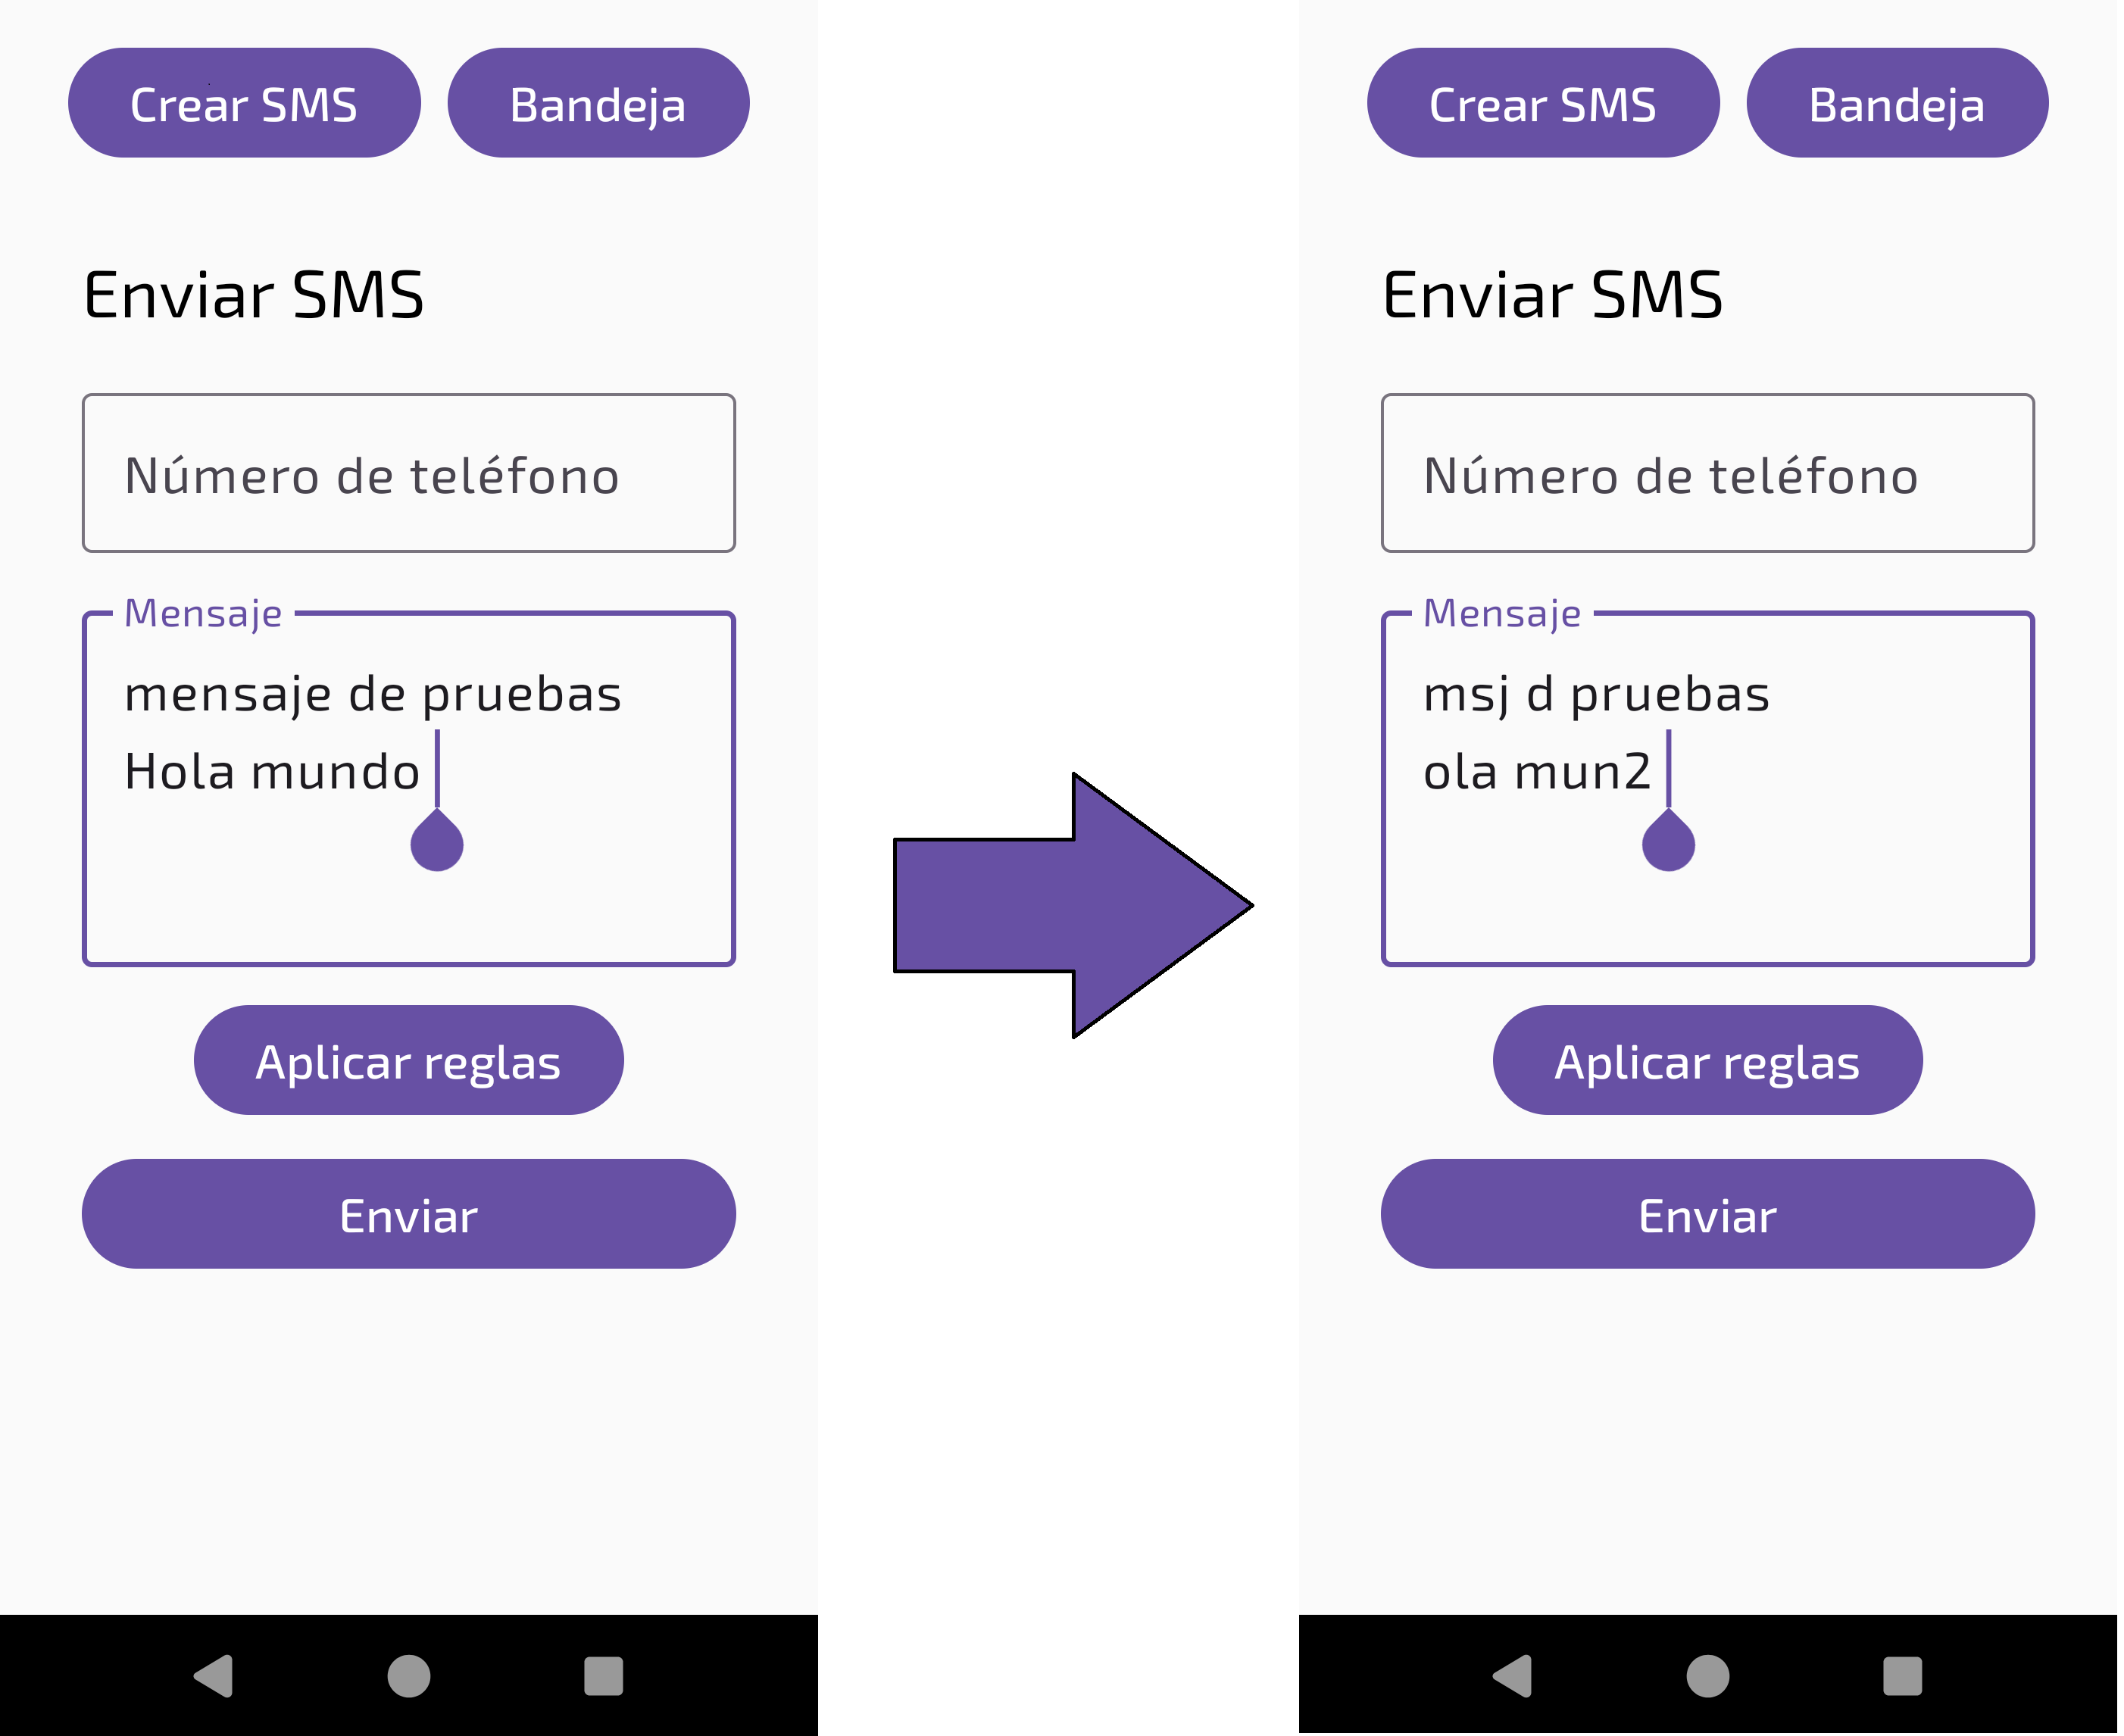 Crear SMS Bandeja
Enviar SMS
Número de teléfono
Mensaje
mensaje de pruebas
Hola mundo
Aplicar reglas
Enviar
Crear SMS Bandeja
Enviar SMS
Número de teléfono
Mensaje
msj d pruebas
ola mun2
Aplicar reglas
Enviar